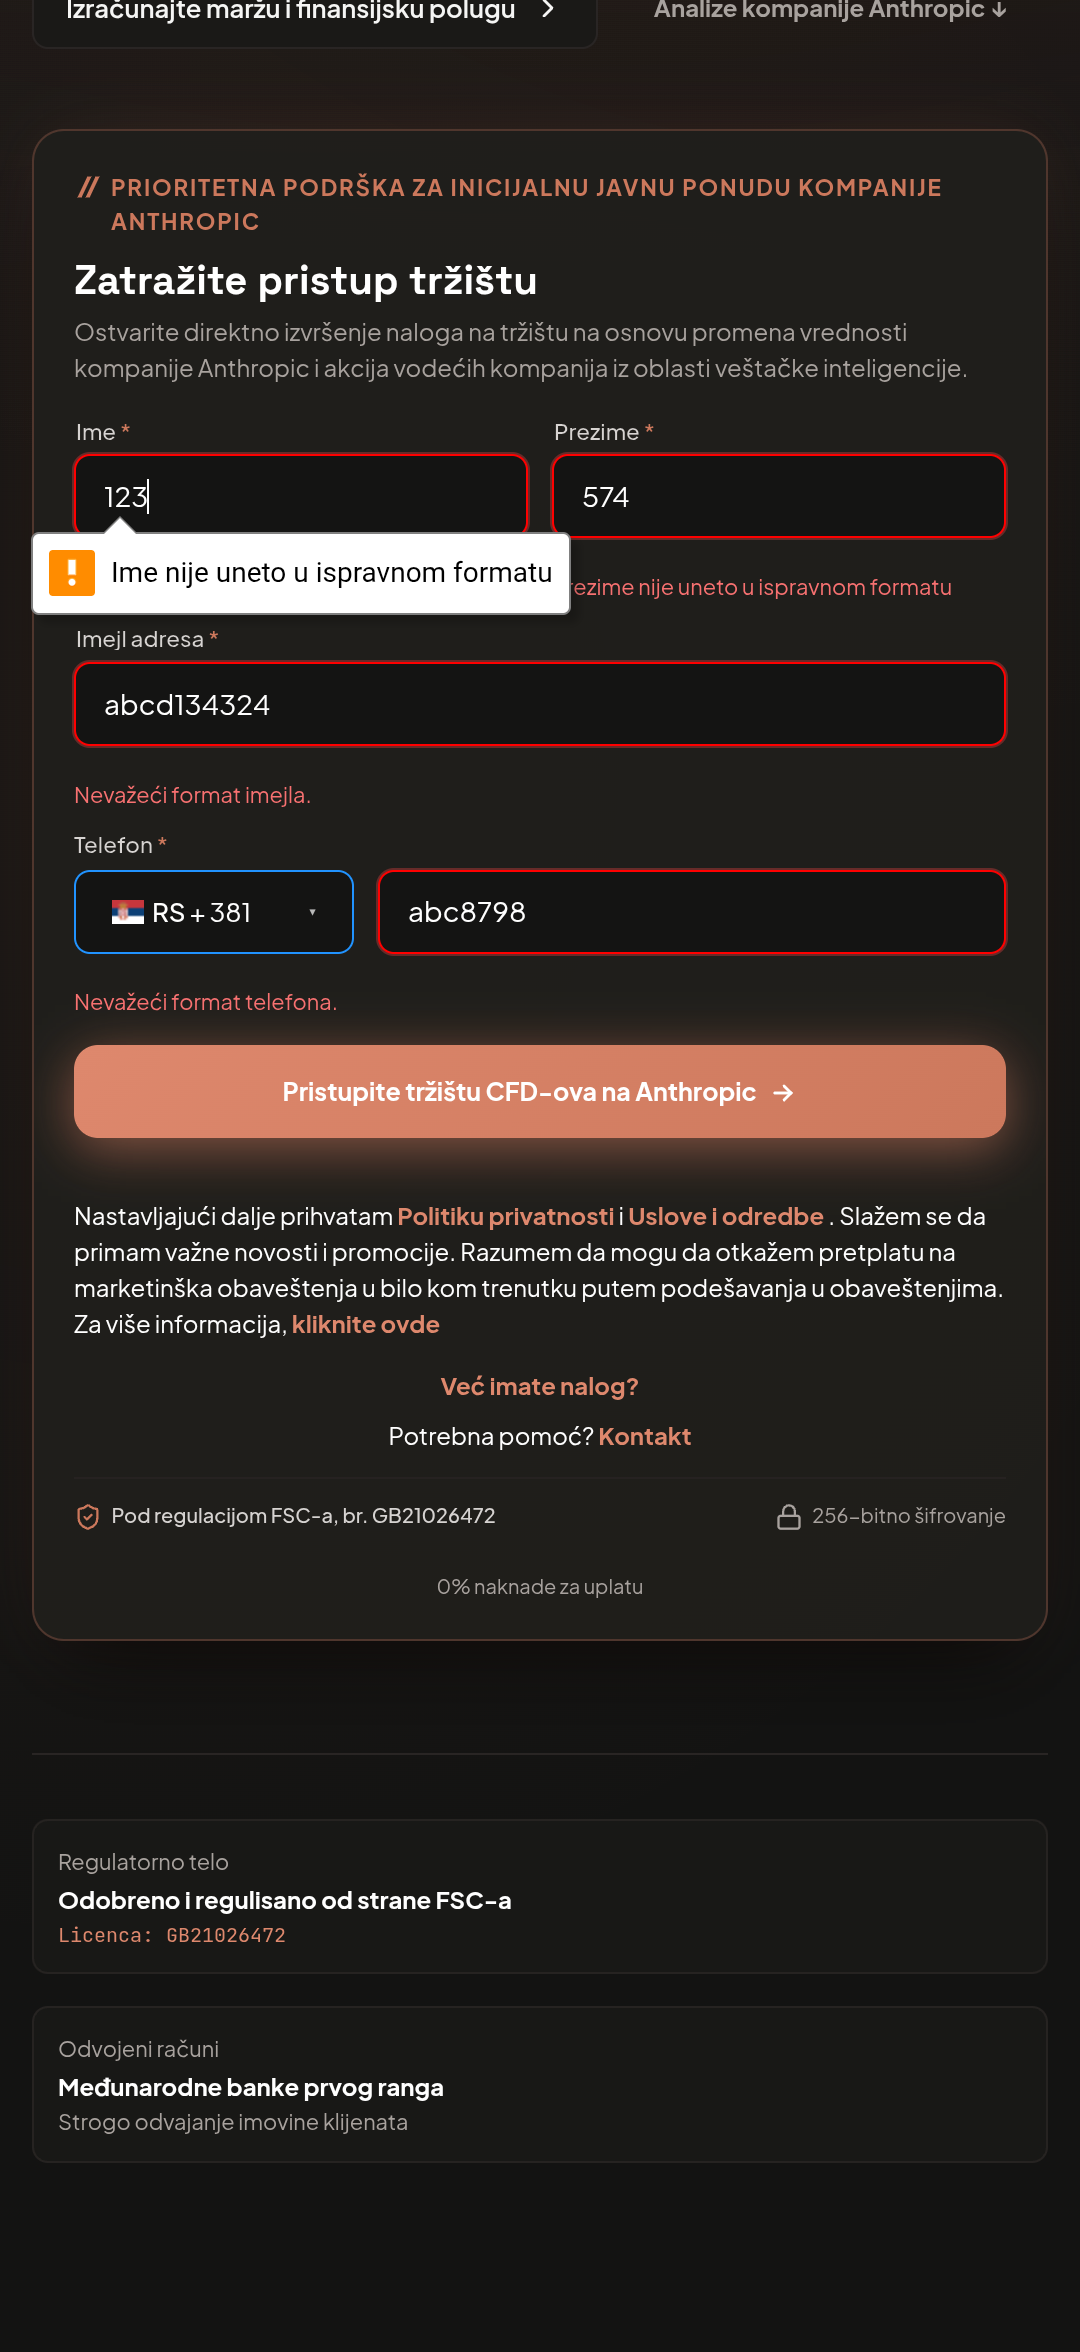 Izračunajte maržu i finansijsku polugu
Analize kompanije Anthropic ↓
// PRIORITETNA PODRŠKA ZA INICIJALNU JAVNU PONUDU KOMPANIJE
ANTHROPIC
Zatražite pristup tržištu
Ostvarite direktno izvršenje naloga na tržištu na osnovu promena vrednosti
kompanije Anthropic i akcija vodećih kompanija iz oblasti veštačke inteligencije.
Ime *
Prezime *
123
574
Ime nije uneto u ispravnom formatu
rezime nije uneto u ispravnom formatu
Imejl adresa *
abcd134324
Nevažeći format imejla.
Telefon *
RS + 381
abc8798
Nevažeći format telefona.
Pristupite tržištu CFD-ova na Anthropic →
Nastavljajući dalje prihvatam Politiku privatnosti i Uslove i odredbe . Slažem se da
primam važne novosti i promocije. Razumem da mogu da otkažem pretplatu na
marketinška obaveštenja u bilo kom trenutku putem podešavanja u obaveštenjima.
Za više informacija, kliknite ovde
Već imate nalog?
Potrebna pomoć? Kontakt
Pod regulacijom FSC-a, br. GB21026472
256-bitno šifrovanje
0% naknade za uplatu
Regulatorno telo
Odobreno i regulisano od strane FSC-a
Licenca: GB21026472
Odvojeni računi
Međunarodne banke prvog ranga
Strogo odvajanje imovine klijenata